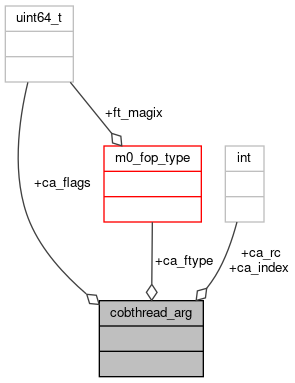 uint64_t
+ft_magix
m0_fop_type
int
+ca_flags
+ca_ftype
+ca_rc
+ca_index
cobthread_arg